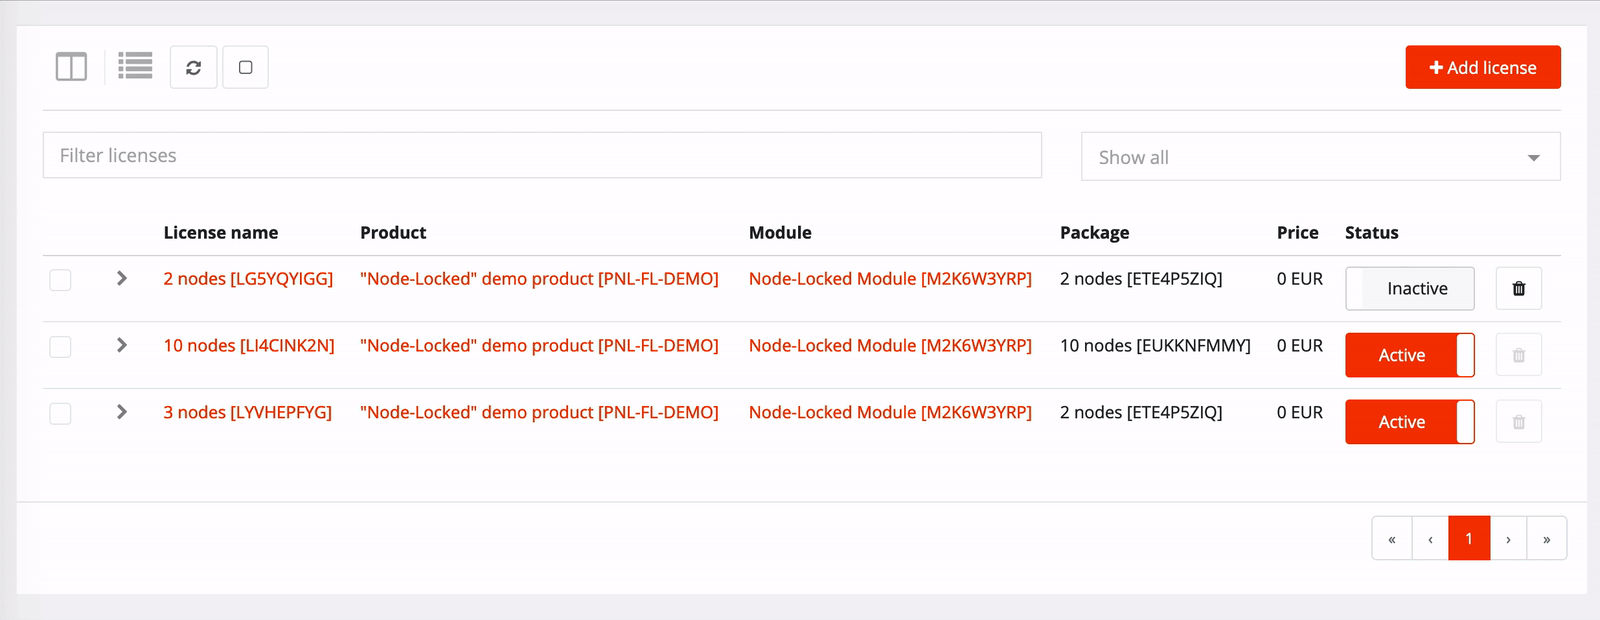 Add license
Filter licenses
Show all
License name Product Module Package Price Status
2 nodes [LG5YQYIGG] "Node-Locked" demo product [PNL-FL-DEMO] Node-Locked Module [M2K6W3YRP] 2 nodes [ETE4P5ZIQ] 0 EUR Inactive
10 nodes [LI4CINK2N] "Node-Locked" demo product [PNL-FL-DEMO] Node-Locked Module [M2K6W3YRP] 10 nodes [EUKKNFMMY] 0 EUR Active
3 nodes [LYVHEPFYG] "Node-Locked" demo product [PNL-FL-DEMO] Node-Locked Module [M2K6W3YRP] 2 nodes [ETE4P5ZIQ] 0 EUR Active
« ‹ 1 › »